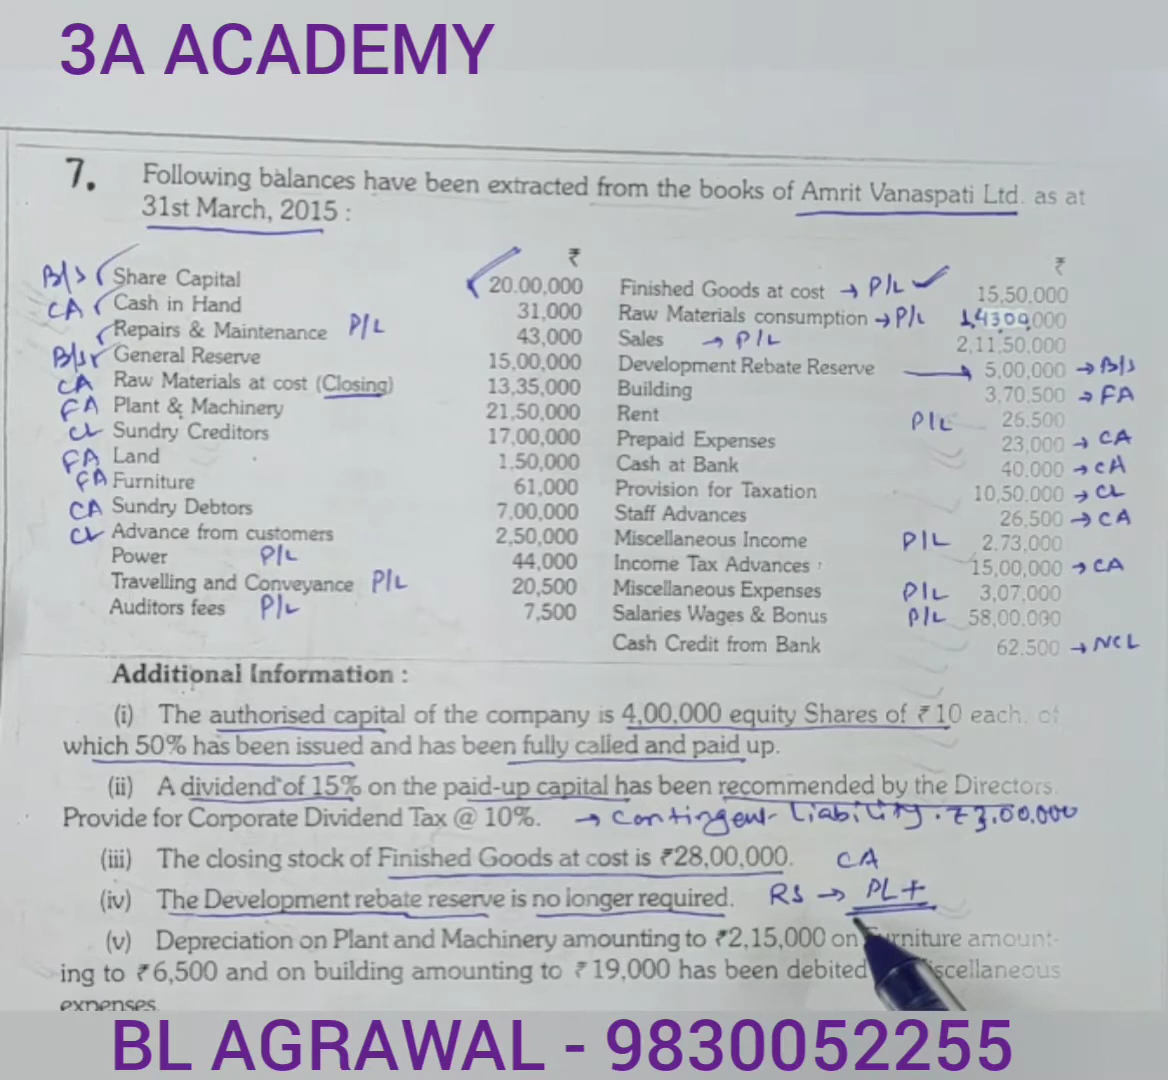 3A ACADEMY
7. Following balances have been extracted from the books of Amrit Vanaspati Ltd. as at
31st March, 2015 :
₹ ₹
B/S Share Capital 20,00,000 Finished Goods at cost → P/L 15,50,000
CA Cash in Hand 31,000 Raw Materials consumption → P/L 1,4300,000
Repairs & Maintenance P/L 43,000 Sales → P/L 2,11,50,000
B/S General Reserve 15,00,000 Development Rebate Reserve → 5,00,000 → B/S
CA Raw Materials at cost (Closing) 13,35,000 Building 3,70,500 → FA
FA Plant & Machinery 21,50,000 Rent P/L 26,500
CL Sundry Creditors 17,00,000 Prepaid Expenses 23,000 → CA
FA Land 1,50,000 Cash at Bank 40,000 → CA
FA Furniture 61,000 Provision for Taxation 10,50,000 → CL
CA Sundry Debtors 7,00,000 Staff Advances 26,500 → CA
CL Advance from customers 2,50,000 Miscellaneous Income P/L 2,73,000
Power P/L 44,000 Income Tax Advances 15,00,000 → CA
Travelling and Conveyance P/L 20,500 Miscellaneous Expenses P/L 3,07,000
Auditors fees P/L 7,500 Salaries Wages & Bonus P/L 58,00,000
Cash Credit from Bank 62,500 → NCL
Additional Information :
(i) The authorised capital of the company is 4,00,000 equity Shares of ₹10 each, of
which 50% has been issued and has been fully called and paid up.
(ii) A dividend of 15% on the paid-up capital has been recommended by the Directors.
Provide for Corporate Dividend Tax @ 10%. → Contingent Liability. ₹3,00,000
(iii) The closing stock of Finished Goods at cost is ₹28,00,000. CA
(iv) The Development rebate reserve is no longer required. RS → PL +
(v) Depreciation on Plant and Machinery amounting to ₹2,15,000 on amount-
ing to ₹6,500 and on building amounting to ₹19,000 has been debited
expenses
BL AGRAWAL - 9830052255